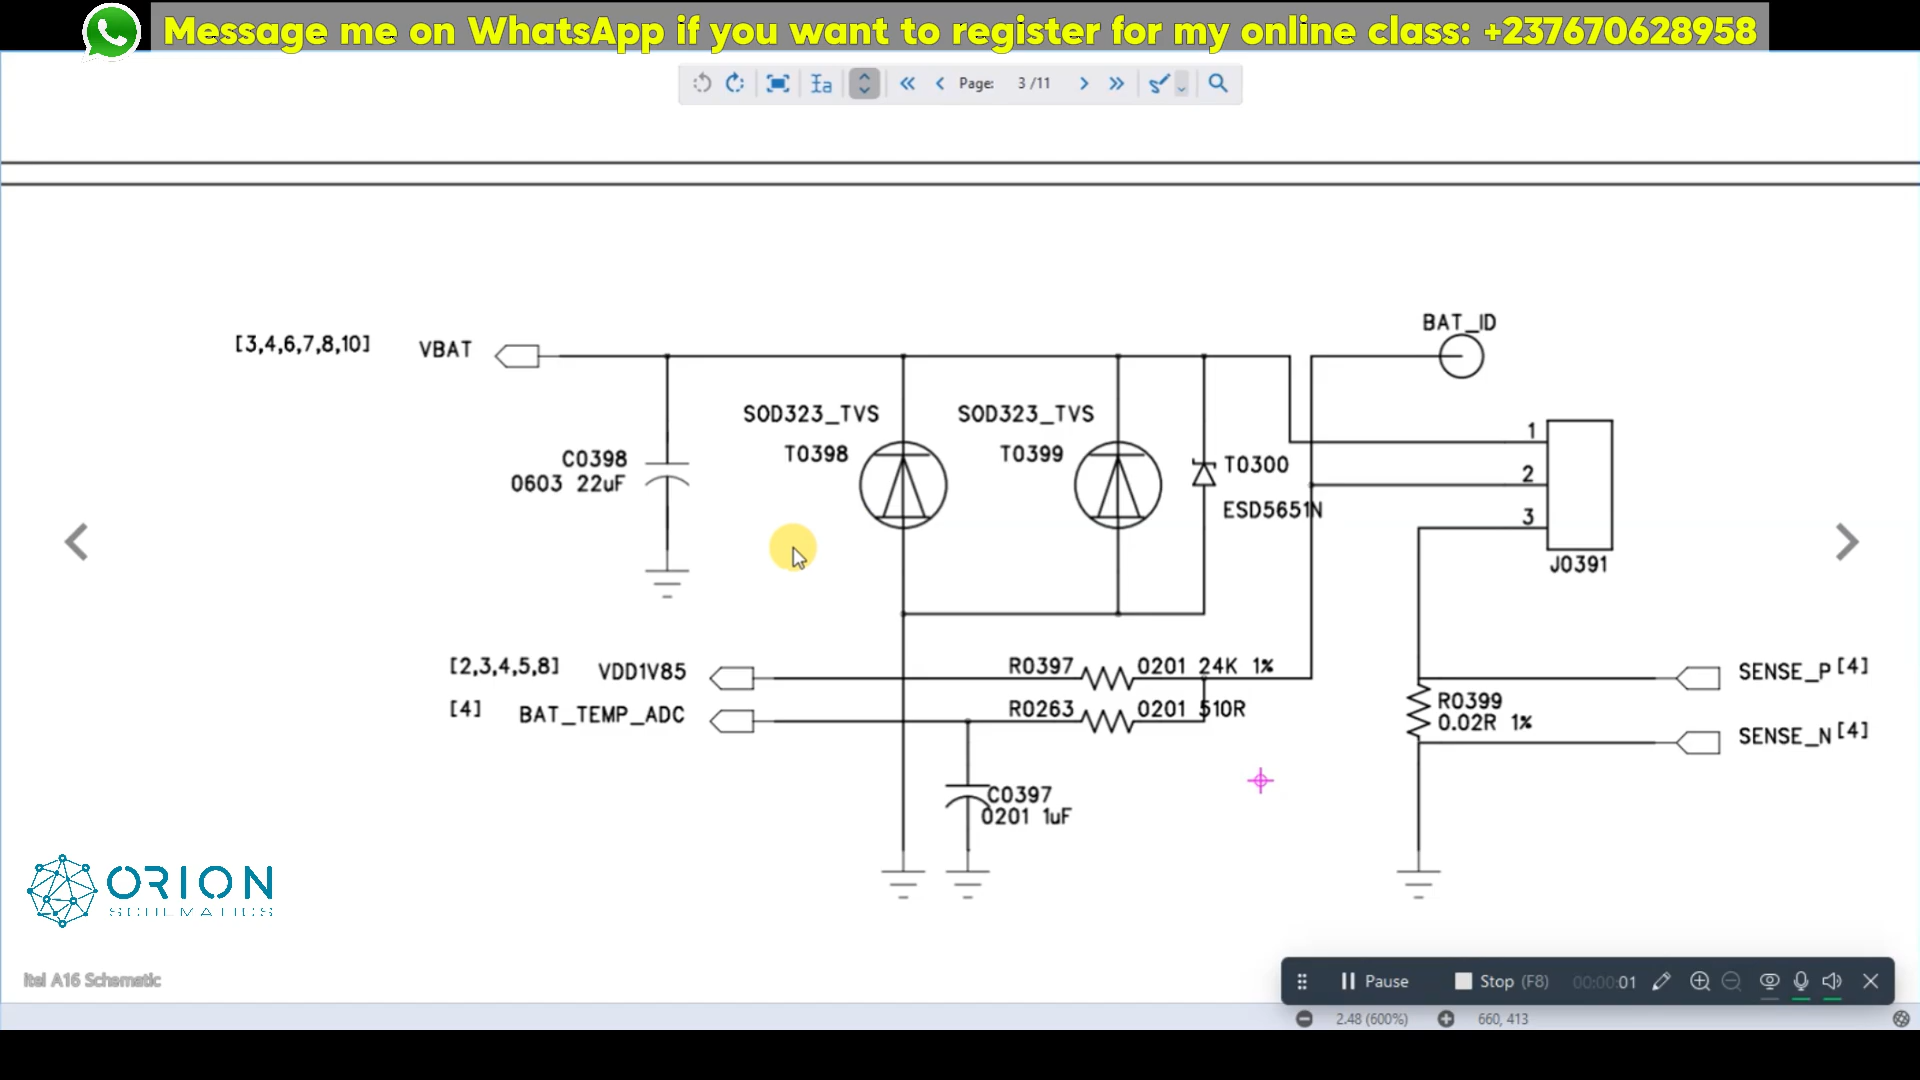 Message me on WhatsApp if you want to register for my online class: +237670628958
Page: 3 /11
BAT_ID
[3,4,6,7,8,10] VBAT
SOD323_TVS SOD323_TVS
T0398 T0399
1
C0398
0603 22uF
T0300
2
ESD5651N
3
J0391
[2,3,4,5,8] VDD1V85 R0397 0201 24K 1% SENSE_P [4]
[4] BAT_TEMP_ADC R0263 0201 510R
R0399
0.02R 1%
SENSE_N [4]
C0397
0201 1uF
ORION
SCHEMATICS
Itel A16 Schematic
Pause Stop (F8) 00:00:01
2.48 (600%) 660, 413